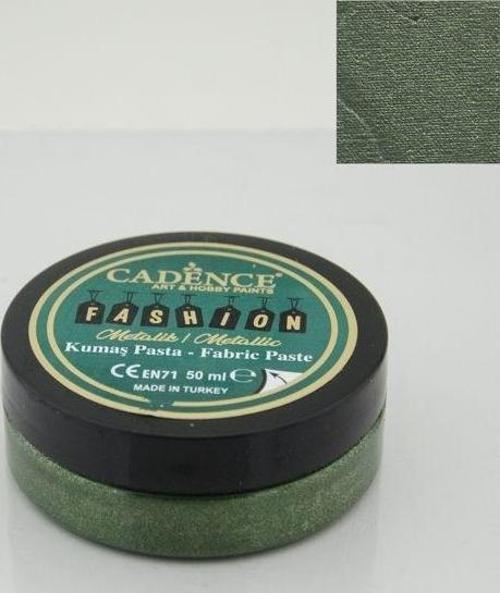 CADENCE®
ART & HOBBY PAINTS
FASHION
Metalik / Metallic
Kumaş Pasta - Fabric Paste
CE EN71 50 ml ℮
MADE IN TURKEY